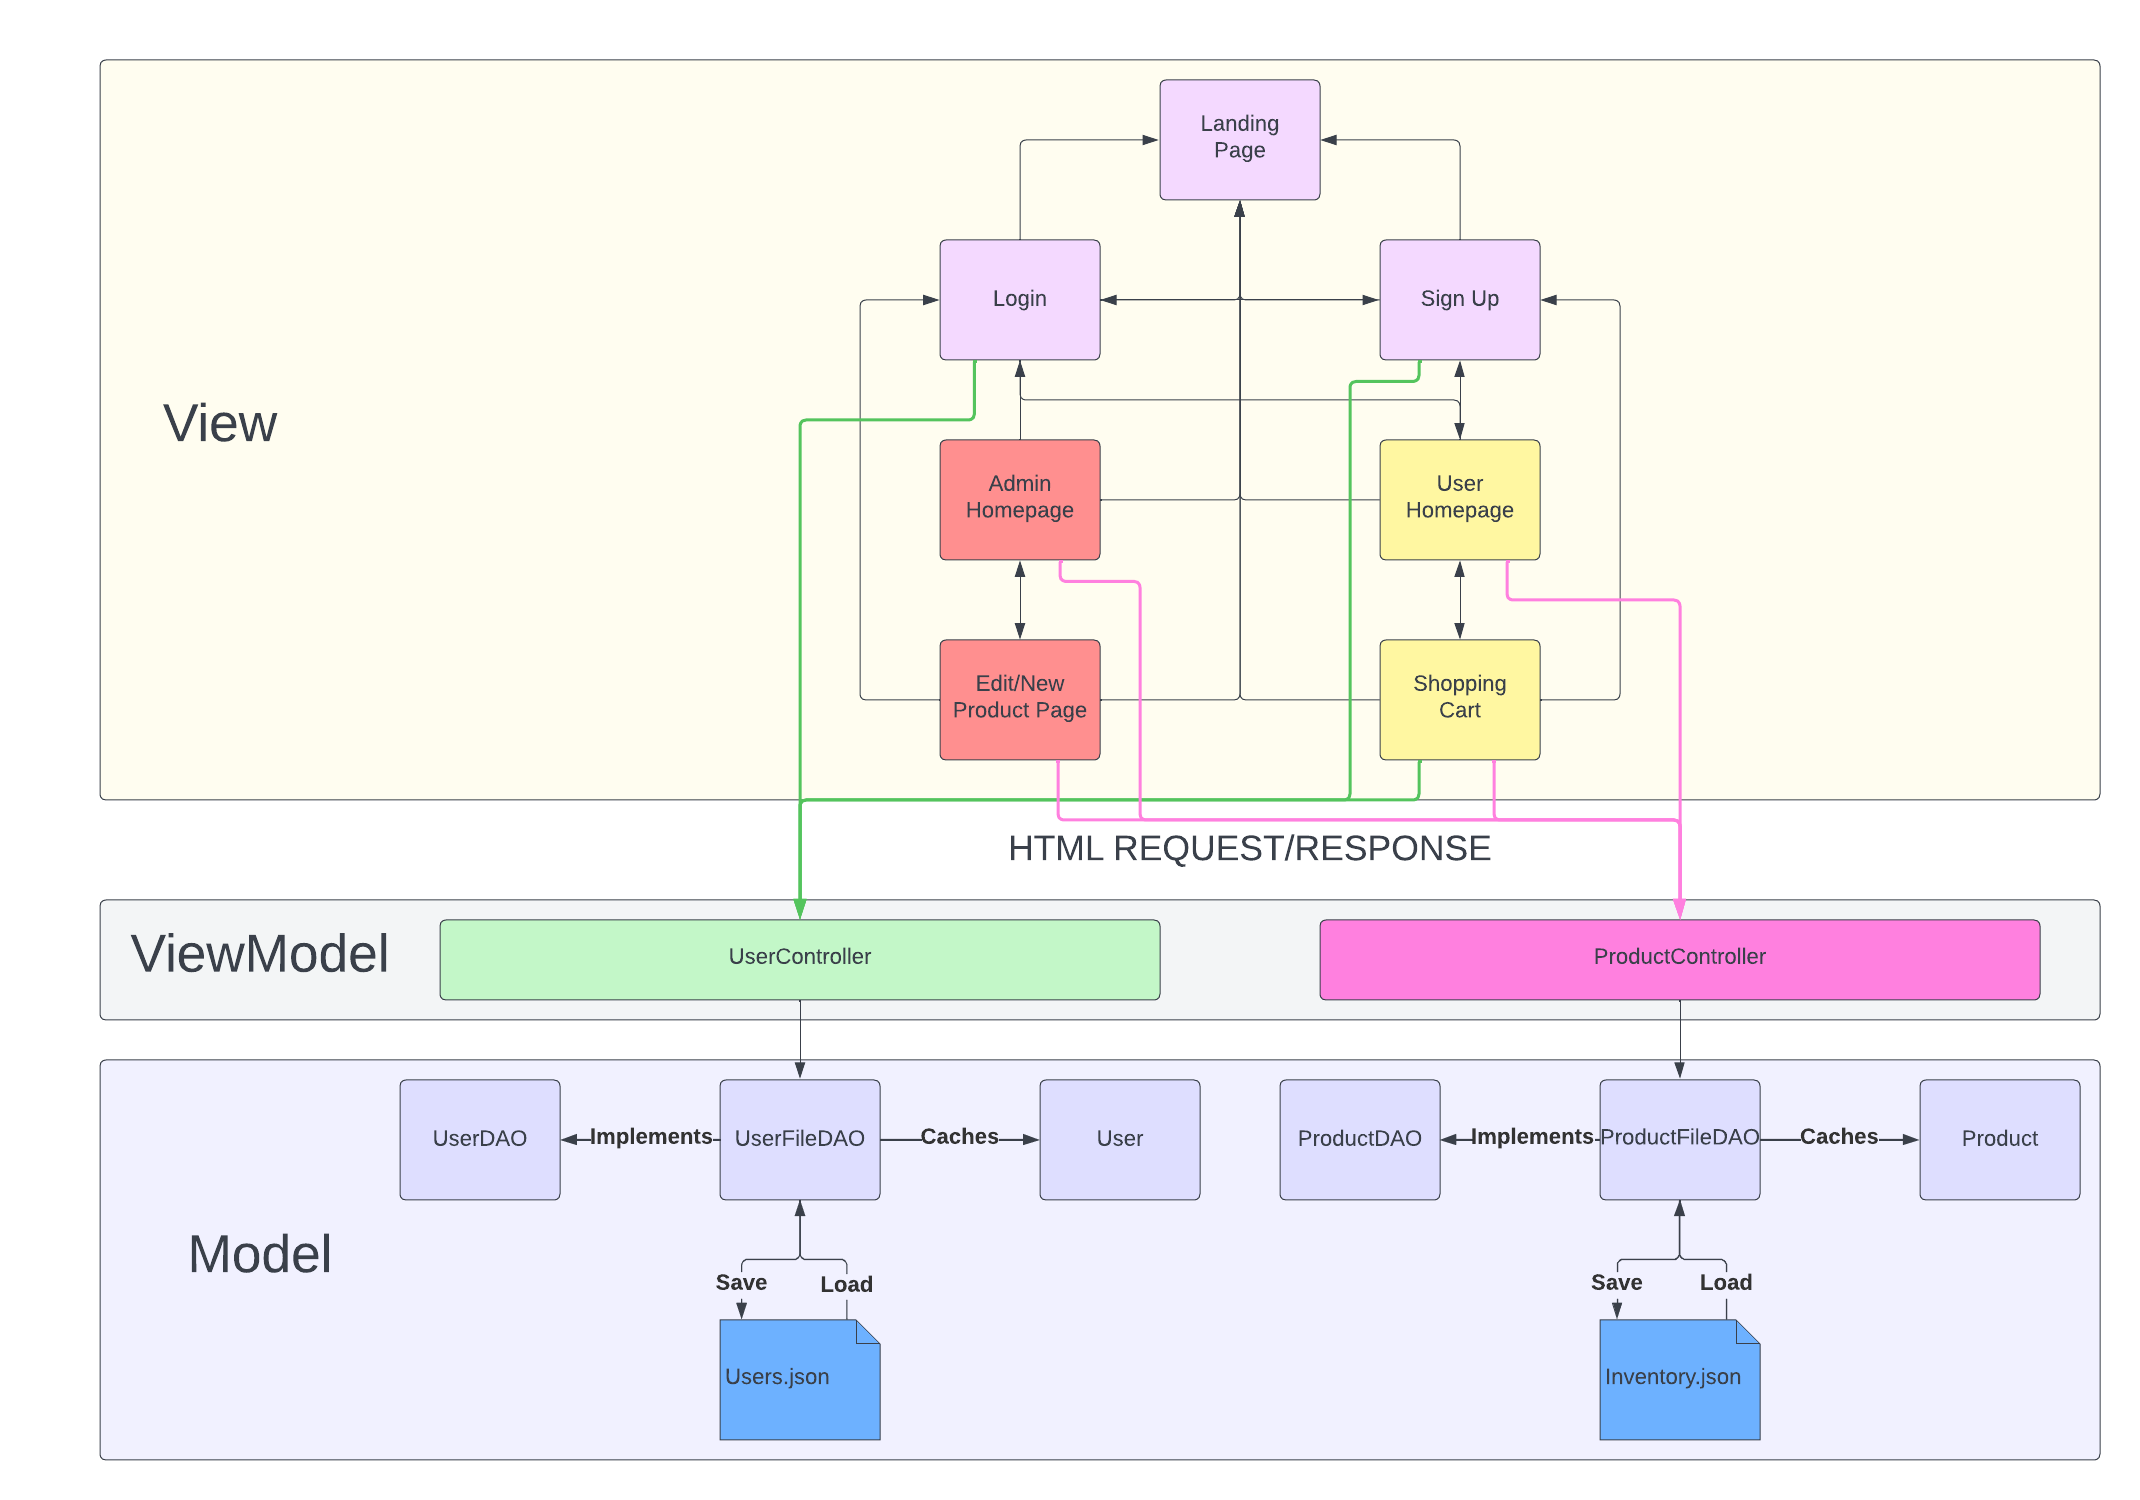 Landing
Page
Login
Sign Up
View
Admin
Homepage
User
Homepage
Edit/New
Product Page
Shopping
Cart
HTML REQUEST/RESPONSE
ViewModel
UserController
ProductController
UserDAO
Implements
UserFileDAO
Caches
User
ProductDAO
Implements
ProductFileDAO
Caches
Product
Model
Save
Load
Save
Load
Users.json
Inventory.json